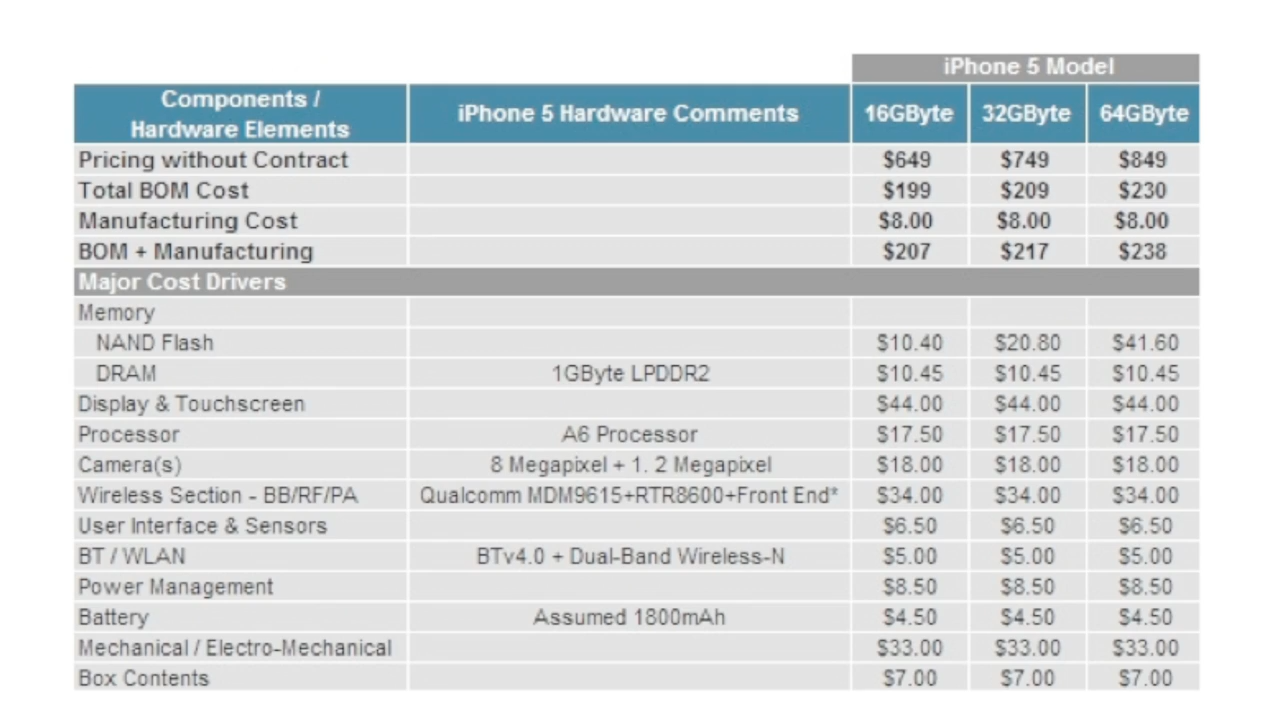 iPhone 5 Model
Components /
Hardware Elements iPhone 5 Hardware Comments 16GByte 32GByte 64GByte
Pricing without Contract $649 $749 $849
Total BOM Cost $199 $209 $230
Manufacturing Cost $8.00 $8.00 $8.00
BOM + Manufacturing $207 $217 $238
Major Cost Drivers
Memory
NAND Flash $10.40 $20.80 $41.60
DRAM 1GByte LPDDR2 $10.45 $10.45 $10.45
Display & Touchscreen $44.00 $44.00 $44.00
Processor A6 Processor $17.50 $17.50 $17.50
Camera(s) 8 Megapixel + 1. 2 Megapixel $18.00 $18.00 $18.00
Wireless Section - BB/RF/PA Qualcomm MDM9615+RTR8600+Front End* $34.00 $34.00 $34.00
User Interface & Sensors $6.50 $6.50 $6.50
BT / WLAN BTv4.0 + Dual-Band Wireless-N $5.00 $5.00 $5.00
Power Management $8.50 $8.50 $8.50
Battery Assumed 1800mAh $4.50 $4.50 $4.50
Mechanical / Electro-Mechanical $33.00 $33.00 $33.00
Box Contents $7.00 $7.00 $7.00